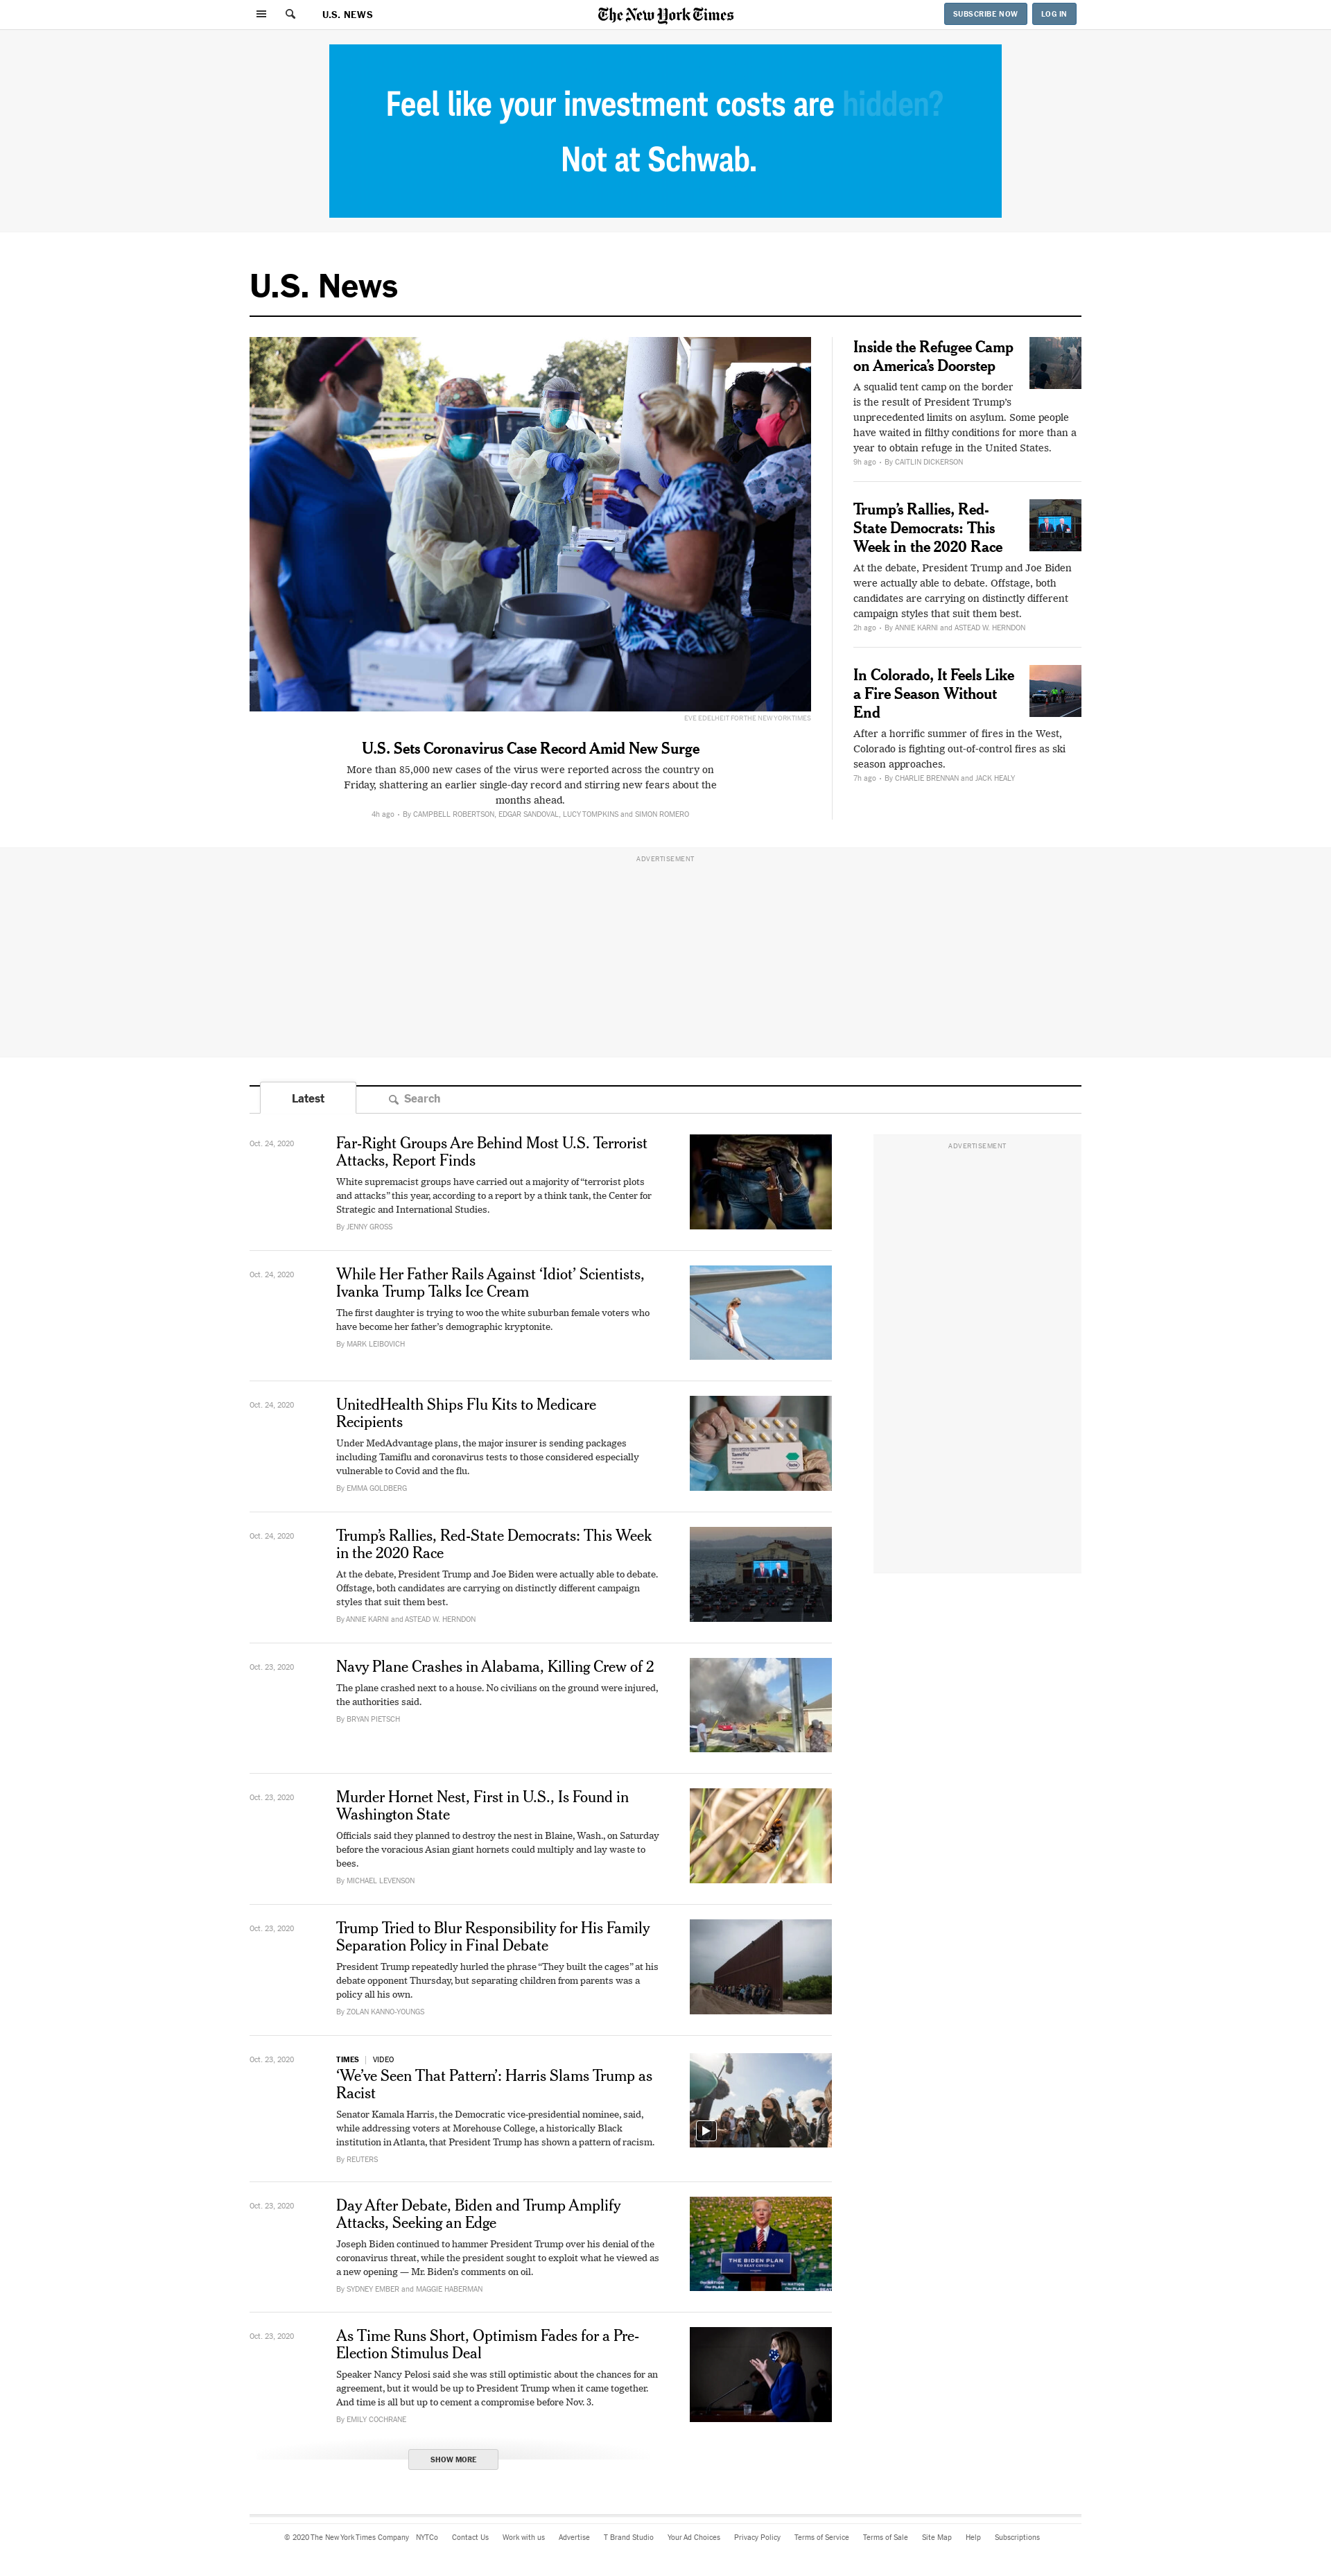 U.S. NEWS
The New York Times
SUBSCRIBE NOW
LOG IN
Feel like your investment costs are hidden?
Not at Schwab.
U.S. News
EVE EDELHEIT FOR THE NEW YORK TIMES
U.S. Sets Coronavirus Case Record Amid New Surge
More than 85,000 new cases of the virus were reported across the country on
Friday, shattering an earlier single-day record and stirring new fears about the
months ahead.
4h ago • By CAMPBELL ROBERTSON, EDGAR SANDOVAL, LUCY TOMPKINS and SIMON ROMERO
Inside the Refugee Camp
on America’s Doorstep
A squalid tent camp on the border
is the result of President Trump’s
unprecedented limits on asylum. Some people
have waited in filthy conditions for more than a
year to obtain refuge in the United States.
9h ago • By CAITLIN DICKERSON
Trump’s Rallies, Red-
State Democrats: This
Week in the 2020 Race
At the debate, President Trump and Joe Biden
were actually able to debate. Offstage, both
candidates are carrying on distinctly different
campaign styles that suit them best.
2h ago • By ANNIE KARNI and ASTEAD W. HERNDON
In Colorado, It Feels Like
a Fire Season Without
End
After a horrific summer of fires in the West,
Colorado is fighting out-of-control fires as ski
season approaches.
7h ago • By CHARLIE BRENNAN and JACK HEALY
ADVERTISEMENT
Latest
Search
ADVERTISEMENT
Oct. 24, 2020
Far-Right Groups Are Behind Most U.S. Terrorist
Attacks, Report Finds
White supremacist groups have carried out a majority of “terrorist plots
and attacks” this year, according to a report by a think tank, the Center for
Strategic and International Studies.
By JENNY GROSS
Oct. 24, 2020
While Her Father Rails Against ‘Idiot’ Scientists,
Ivanka Trump Talks Ice Cream
The first daughter is trying to woo the white suburban female voters who
have become her father’s demographic kryptonite.
By MARK LEIBOVICH
Oct. 24, 2020
UnitedHealth Ships Flu Kits to Medicare
Recipients
Under MedAdvantage plans, the major insurer is sending packages
including Tamiflu and coronavirus tests to those considered especially
vulnerable to Covid and the flu.
By EMMA GOLDBERG
Tamiflu
Oct. 24, 2020
Trump’s Rallies, Red-State Democrats: This Week
in the 2020 Race
At the debate, President Trump and Joe Biden were actually able to debate.
Offstage, both candidates are carrying on distinctly different campaign
styles that suit them best.
By ANNIE KARNI and ASTEAD W. HERNDON
Oct. 23, 2020
Navy Plane Crashes in Alabama, Killing Crew of 2
The plane crashed next to a house. No civilians on the ground were injured,
the authorities said.
By BRYAN PIETSCH
Oct. 23, 2020
Murder Hornet Nest, First in U.S., Is Found in
Washington State
Officials said they planned to destroy the nest in Blaine, Wash., on Saturday
before the voracious Asian giant hornets could multiply and lay waste to
bees.
By MICHAEL LEVENSON
Oct. 23, 2020
Trump Tried to Blur Responsibility for His Family
Separation Policy in Final Debate
President Trump repeatedly hurled the phrase “They built the cages” at his
debate opponent Thursday, but separating children from parents was a
policy all his own.
By ZOLAN KANNO-YOUNGS
Oct. 23, 2020
TIMES | VIDEO
‘We’ve Seen That Pattern’: Harris Slams Trump as
Racist
Senator Kamala Harris, the Democratic vice-presidential nominee, said,
while addressing voters at Morehouse College, a historically Black
institution in Atlanta, that President Trump has shown a pattern of racism.
By REUTERS
Oct. 23, 2020
Day After Debate, Biden and Trump Amplify
Attacks, Seeking an Edge
Joseph Biden continued to hammer President Trump over his denial of the
coronavirus threat, while the president sought to exploit what he viewed as
a new opening — Mr. Biden’s comments on oil.
By SYDNEY EMBER and MAGGIE HABERMAN
THE BIDEN PLAN
Oct. 23, 2020
As Time Runs Short, Optimism Fades for a Pre-
Election Stimulus Deal
Speaker Nancy Pelosi said she was still optimistic about the chances for an
agreement, but it would be up to President Trump when it came together.
And time is all but up to cement a compromise before Nov. 3.
By EMILY COCHRANE
SHOW MORE
© 2020 The New York Times Company NYTCo Contact Us Work with us Advertise T Brand Studio Your Ad Choices Privacy Policy Terms of Service Terms of Sale Site Map Help Subscriptions